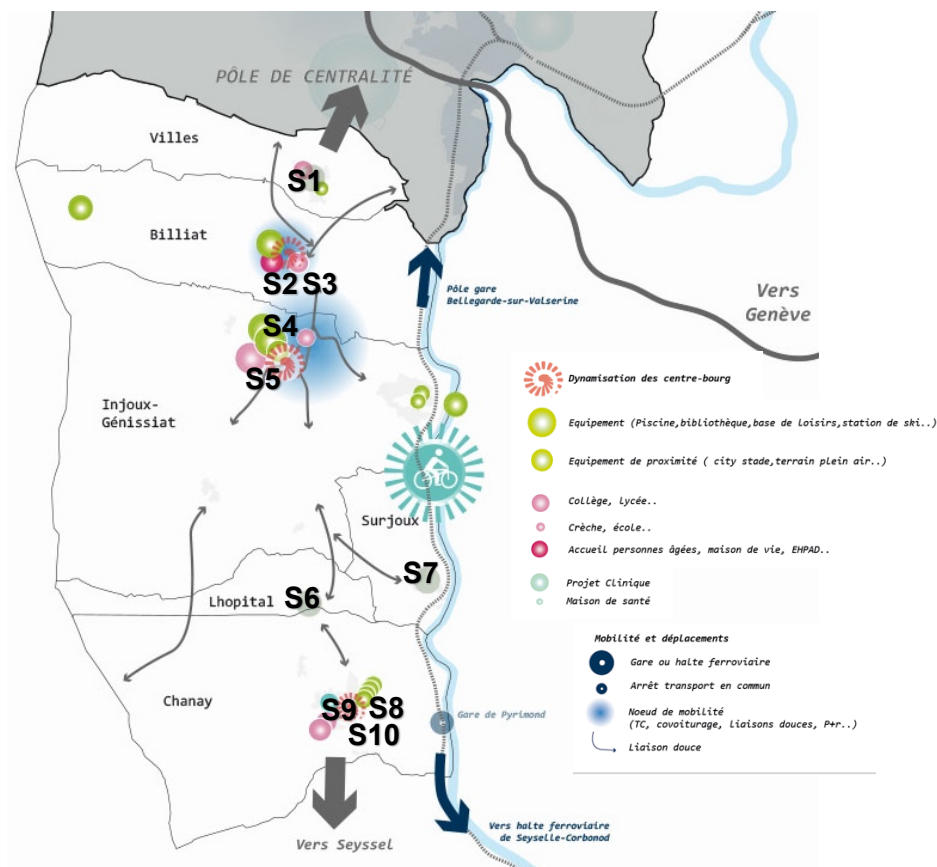 PÔLE DE CENTRALITÉ
Villes
S1
Billiat
S2 S3
Pôle gare
Bellegarde-sur-Valserine
Vers
Genève
S4
S5
Injoux-
Génissiat
Dynamisation des centre-bourg
Equipement (Piscine,bibliothèque,base de loisirs,station de ski..)
Equipement de proximité ( city stade,terrain plein air..)
Collège, lycée..
Crèche, école..
Accueil personnes âgées, maison de vie, EHPAD..
Projet Clinique
Maison de santé
Surjoux
S7
Lhopital
S6
Mobilité et déplacements
Gare ou halte ferroviaire
Arrêt transport en commun
Noeud de mobilité
(TC, covoiturage, liaisons douces, P+r..)
Liaison douce
Chanay
S9 S8
S10
Gare de Pyrimond
Vers Seyssel
Vers halte ferroviaire
de Seyselle-Corbonod